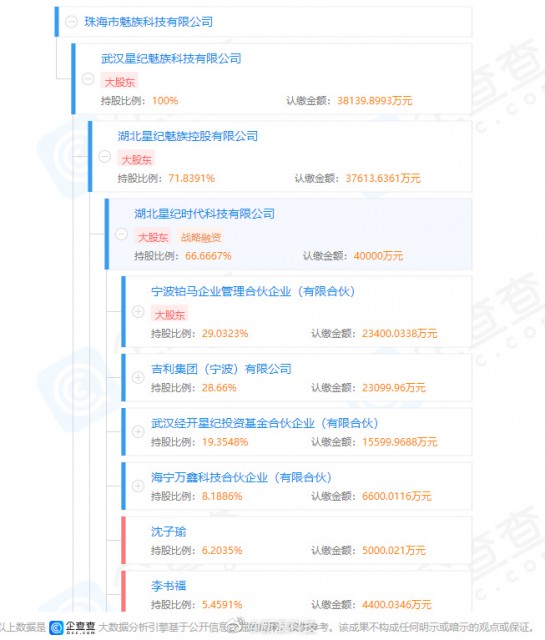 珠海市魅族科技有限公司
武汉星纪魅族科技有限公司
大股东
持股比例：100% 认缴金额：38139.8993万元
湖北星纪魅族控股有限公司
大股东
持股比例：71.8391% 认缴金额：37613.6361万元
湖北星纪时代科技有限公司
大股东 战略融资
持股比例：66.6667% 认缴金额：40000万元
宁波铂马企业管理合伙企业（有限合伙）
大股东
持股比例：29.0323% 认缴金额：23400.0338万元
吉利集团（宁波）有限公司
持股比例：28.66% 认缴金额：23099.96万元
武汉经开星纪投资基金合伙企业（有限合伙）
持股比例：19.3548% 认缴金额：15599.9688万元
海宁万鑫科技合伙企业（有限合伙）
持股比例：8.1886% 认缴金额：6600.0116万元
沈子瑜
持股比例：6.2035% 认缴金额：5000.021万元
李书福
持股比例：5.4591% 认缴金额：4400.0346万元
以上数据是 企查查 大数据分析引擎基于公开信息 参考。该成果不构成任何明示或暗示的观点或保证。